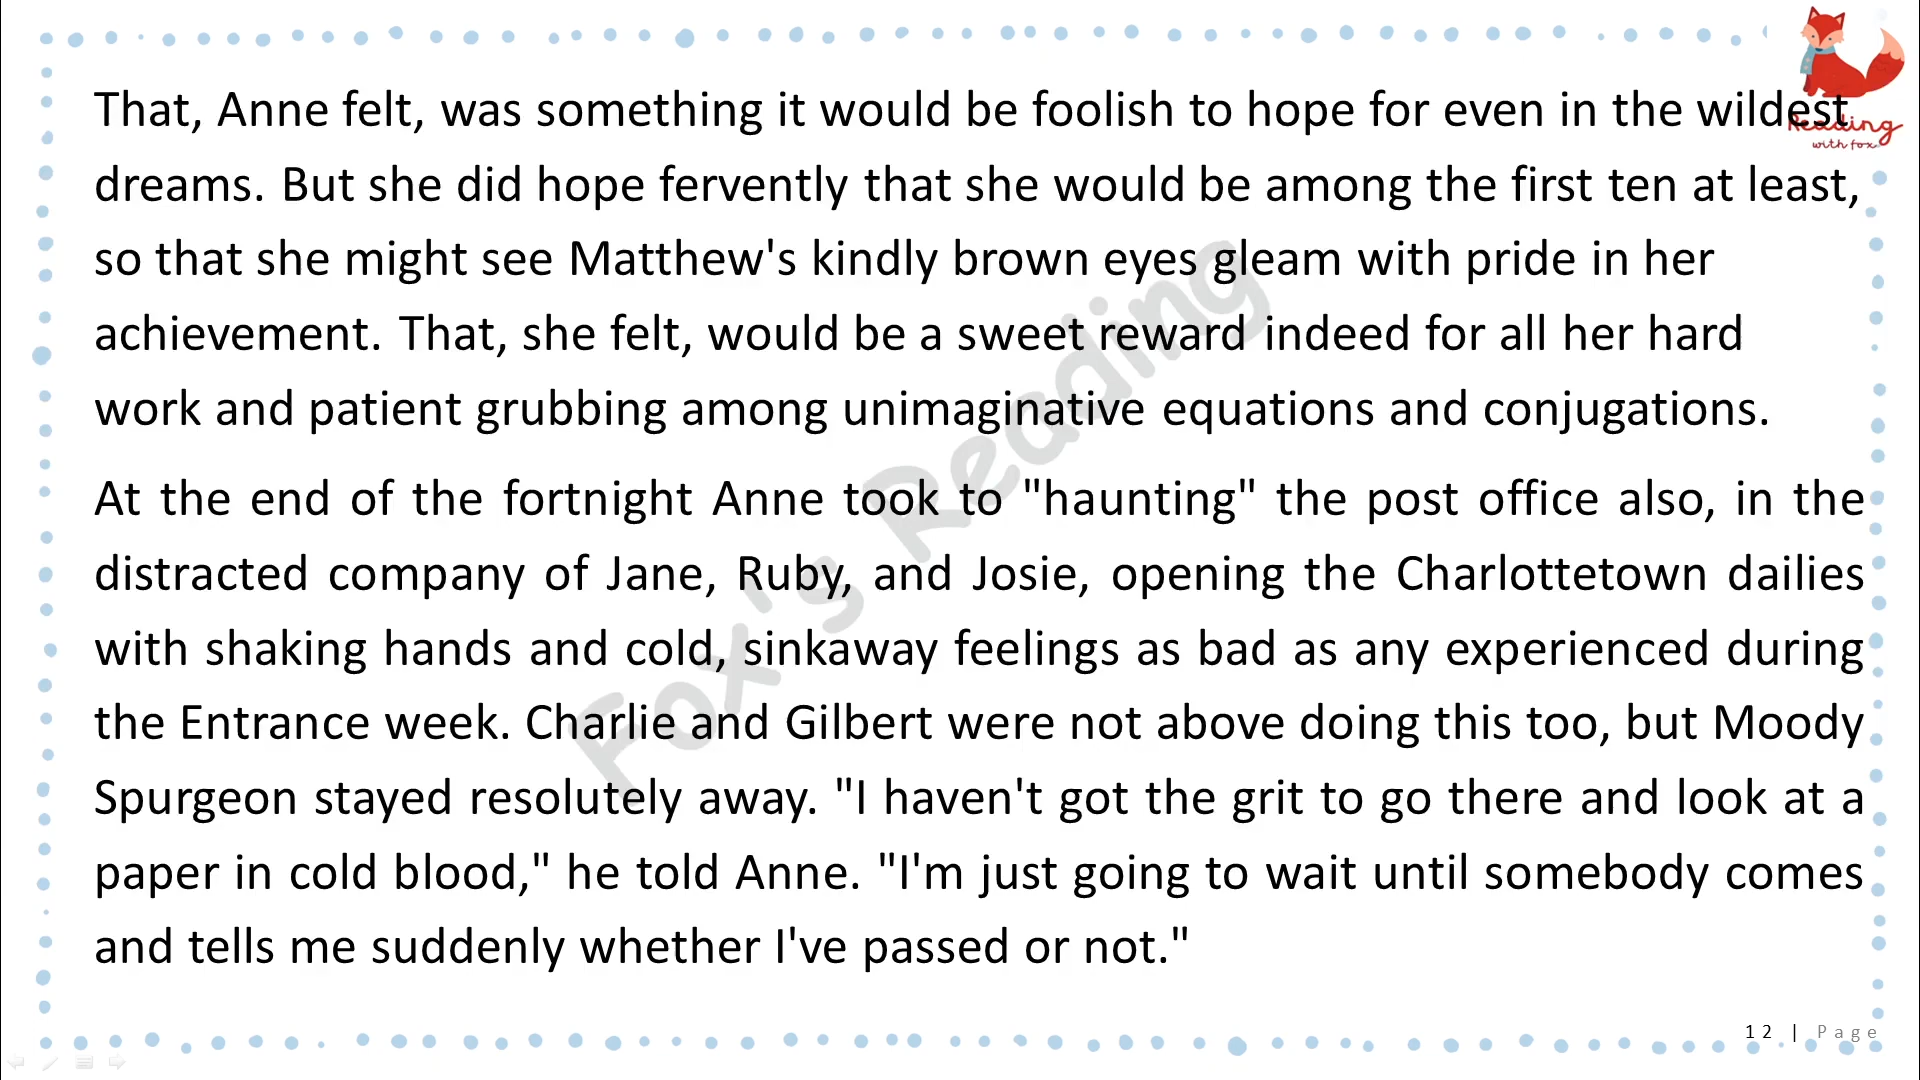 That, Anne felt, was something it would be foolish to hope for even in the wildest
dreams. But she did hope fervently that she would be among the first ten at least,
so that she might see Matthew's kindly brown eyes gleam with pride in her
achievement. That, she felt, would be a sweet reward indeed for all her hard
work and patient grubbing among unimaginative equations and conjugations.
At the end of the fortnight Anne took to "haunting" the post office also, in the
distracted company of Jane, Ruby, and Josie, opening the Charlottetown dailies
with shaking hands and cold, sinkaway feelings as bad as any experienced during
the Entrance week. Charlie and Gilbert were not above doing this too, but Moody
Spurgeon stayed resolutely away. "I haven't got the grit to go there and look at a
paper in cold blood," he told Anne. "I'm just going to wait until somebody comes
and tells me suddenly whether I've passed or not."
Reading
with fox
Fox's Reading
12 | Page